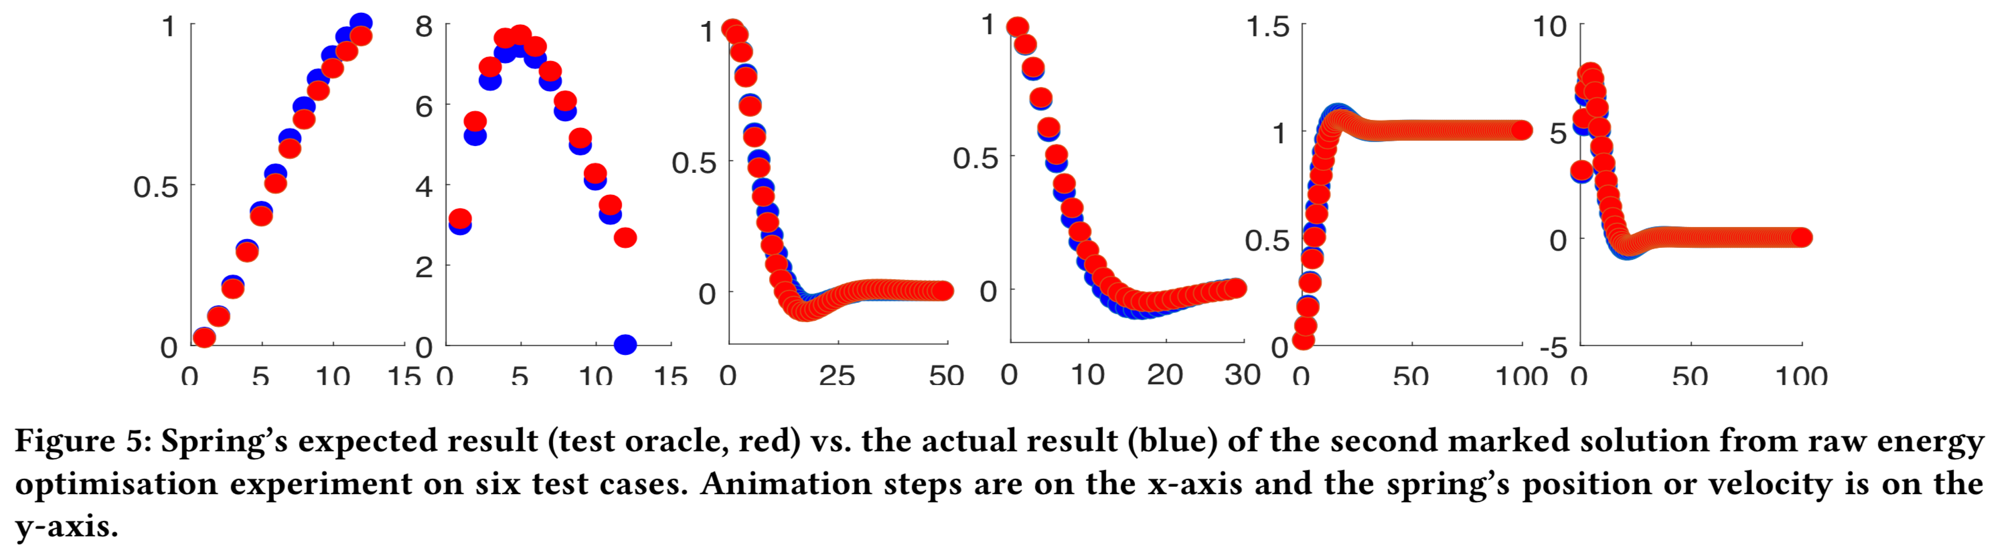 1
0.5
0
0 5 10 15
8
6
4
2
0
0 5 10 15
1
0.5
0
0 25 50
1
0.5
0
0 10 20 30
1.5
1
0.5
0
0 50 100
10
5
0
-5
0 50 100
Figure 5: Spring’s expected result (test oracle, red) vs. the actual result (blue) of the second marked solution from raw energy
optimisation experiment on six test cases. Animation steps are on the x-axis and the spring’s position or velocity is on the
y-axis.